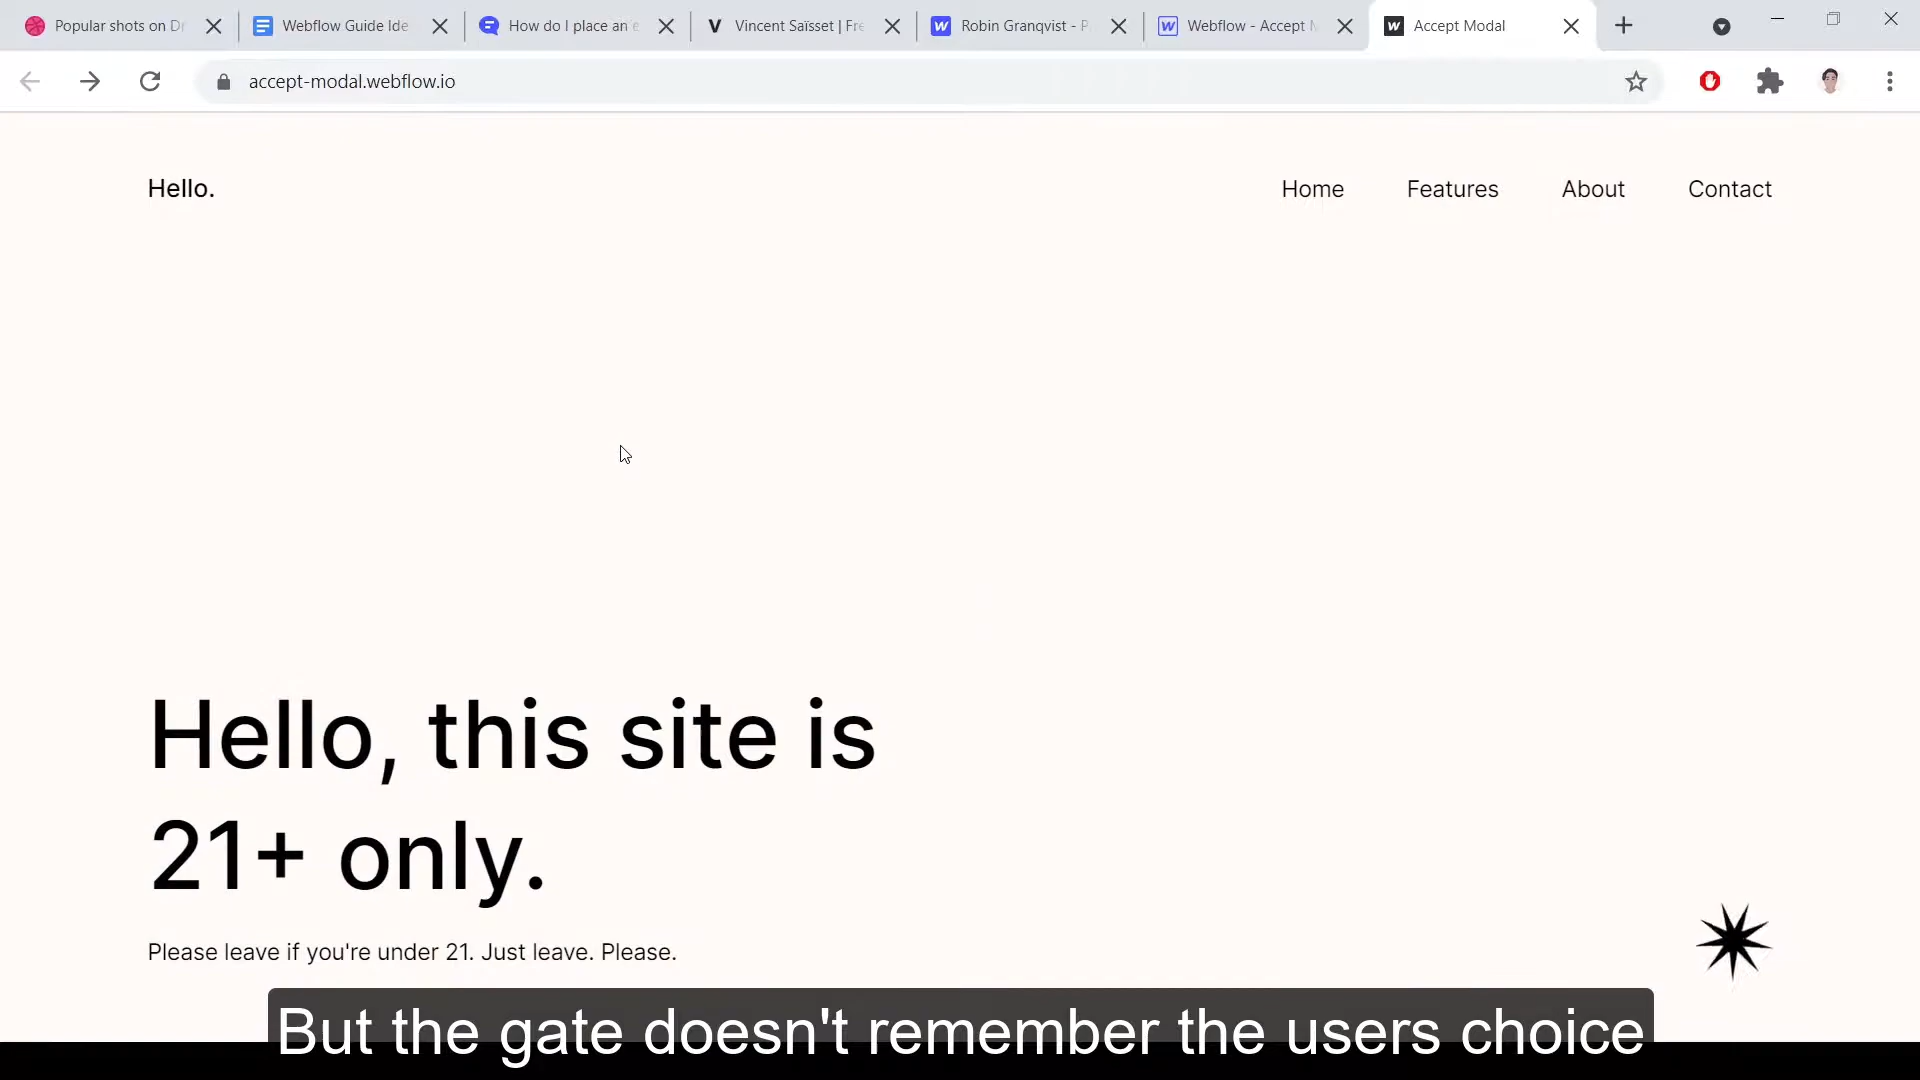 Popular shots on Dr
Webflow Guide Ide
How do I place an e
Vincent Saïsset | Fre
Robin Granqvist - P
Webflow - Accept M
Accept Modal
accept-modal.webflow.io
Hello.
Home
Features
About
Contact
Hello, this site is
21+ only.
Please leave if you're under 21. Just leave. Please.
But the gate doesn't remember the users choice